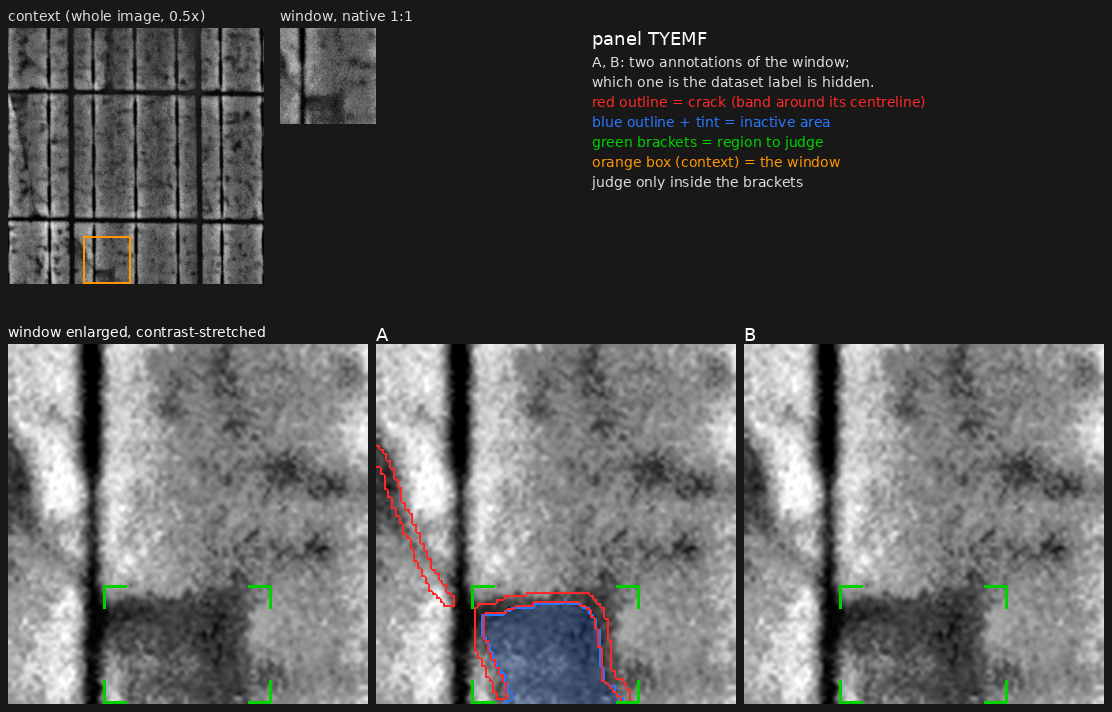 context (whole image, 0.5x)
window, native 1:1
panel TYEMF
A, B: two annotations of the window;
which one is the dataset label is hidden.
red outline = crack (band around its centreline)
blue outline + tint = inactive area
green brackets = region to judge
orange box (context) = the window
judge only inside the brackets
window enlarged, contrast-stretched
A
B